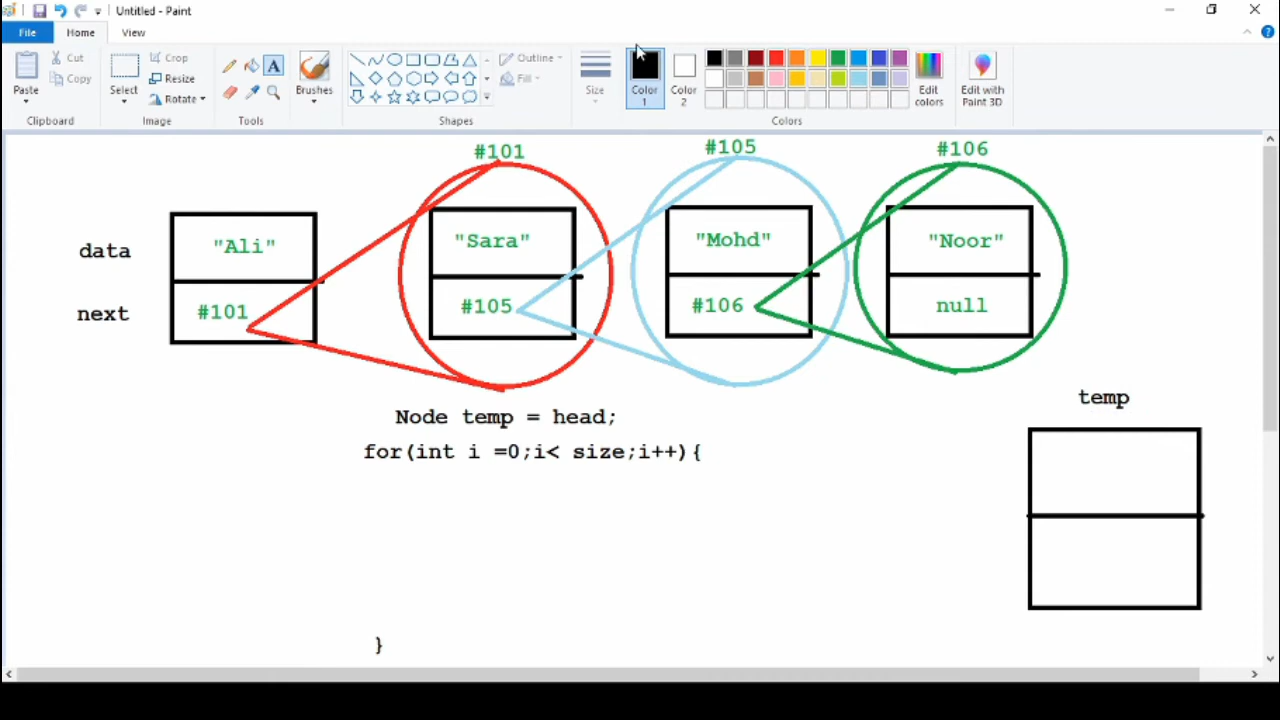 Untitled - Paint
File Home View
Paste
Cut
Copy
Clipboard
Select
Crop
Resize
Rotate
Image
A
Tools
Brushes
Shapes
Outline
Fill
Size
Color 1
Color 2
Edit colors
Colors
Edit with Paint 3D
#101 #105 #106
data "Ali" "Sara" "Mohd" "Noor"
next #101 #105 #106 null
temp
Node temp = head;
for(int i =0;i< size;i++){
}